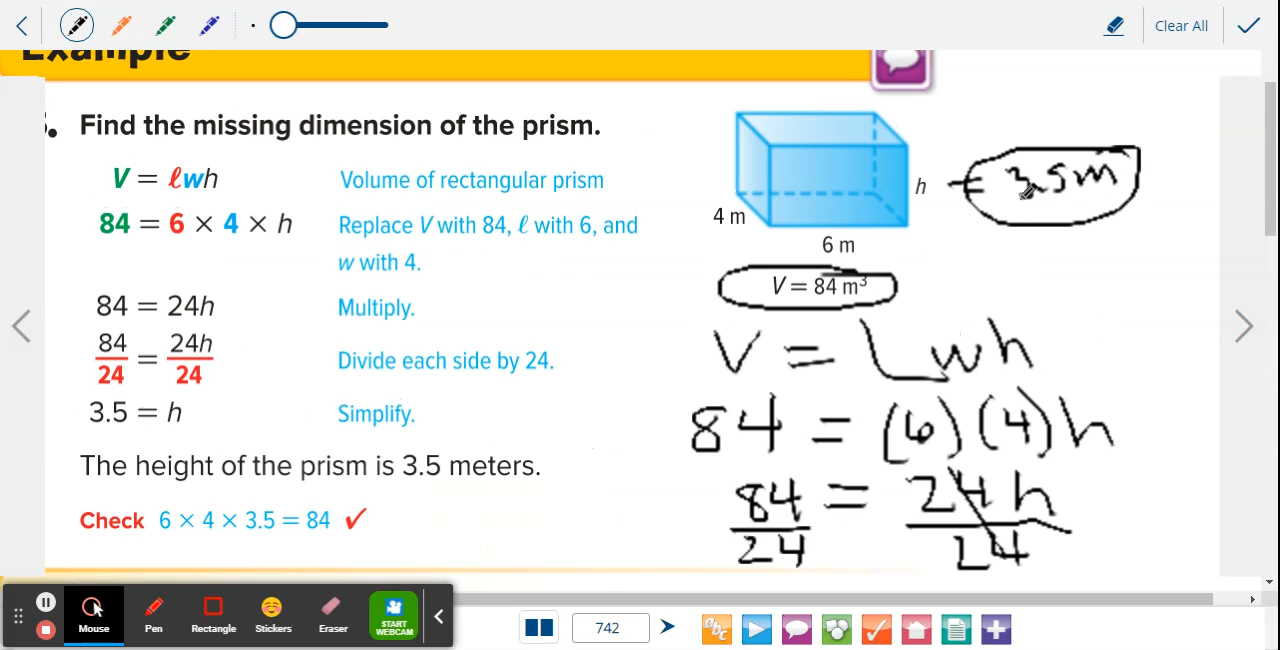 Clear All
Example
3. Find the missing dimension of the prism.
V = ℓwh Volume of rectangular prism
84 = 6 × 4 × h Replace V with 84, ℓ with 6, and
w with 4.
84 = 24h Multiply.
84/24 = 24h/24 Divide each side by 24.
3.5 = h Simplify.
The height of the prism is 3.5 meters.
Check 6 × 4 × 3.5 = 84 ✓
h = 3.5m
4 m
6 m
V = 84 m³
V = Lwh
84 = (6)(4)h
84/24 = 24h/24
Mouse
Pen
Rectangle
Stickers
Eraser
START
WEBCAM
742
abc